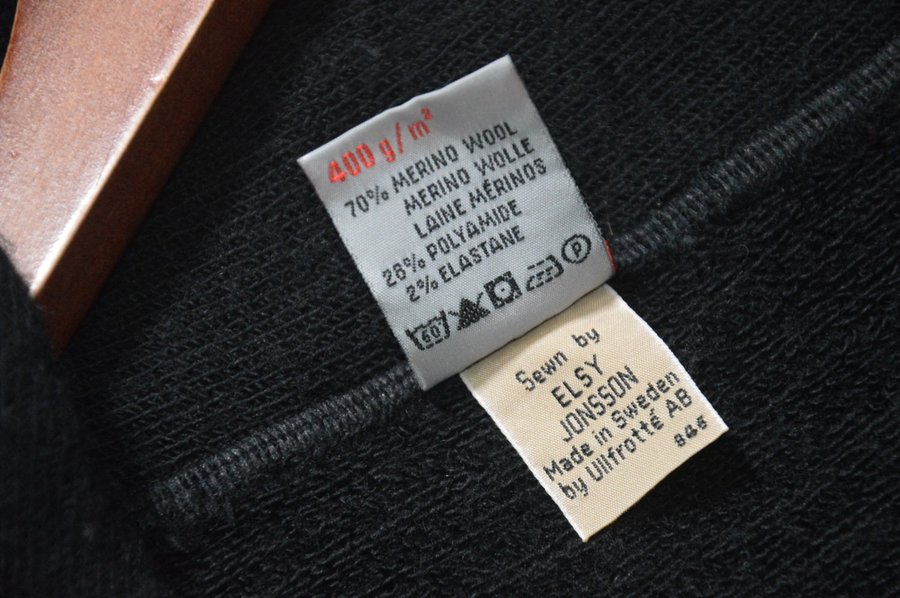 400 g/m²
70% MERINO WOOL
MERINO WOLLE
LAINE MÉRINOS
28% POLYAMIDE
2% ELASTANE
60 P
Sewn by
ELSY
JONSSON
Made in Sweden
by Ullfrotté AB